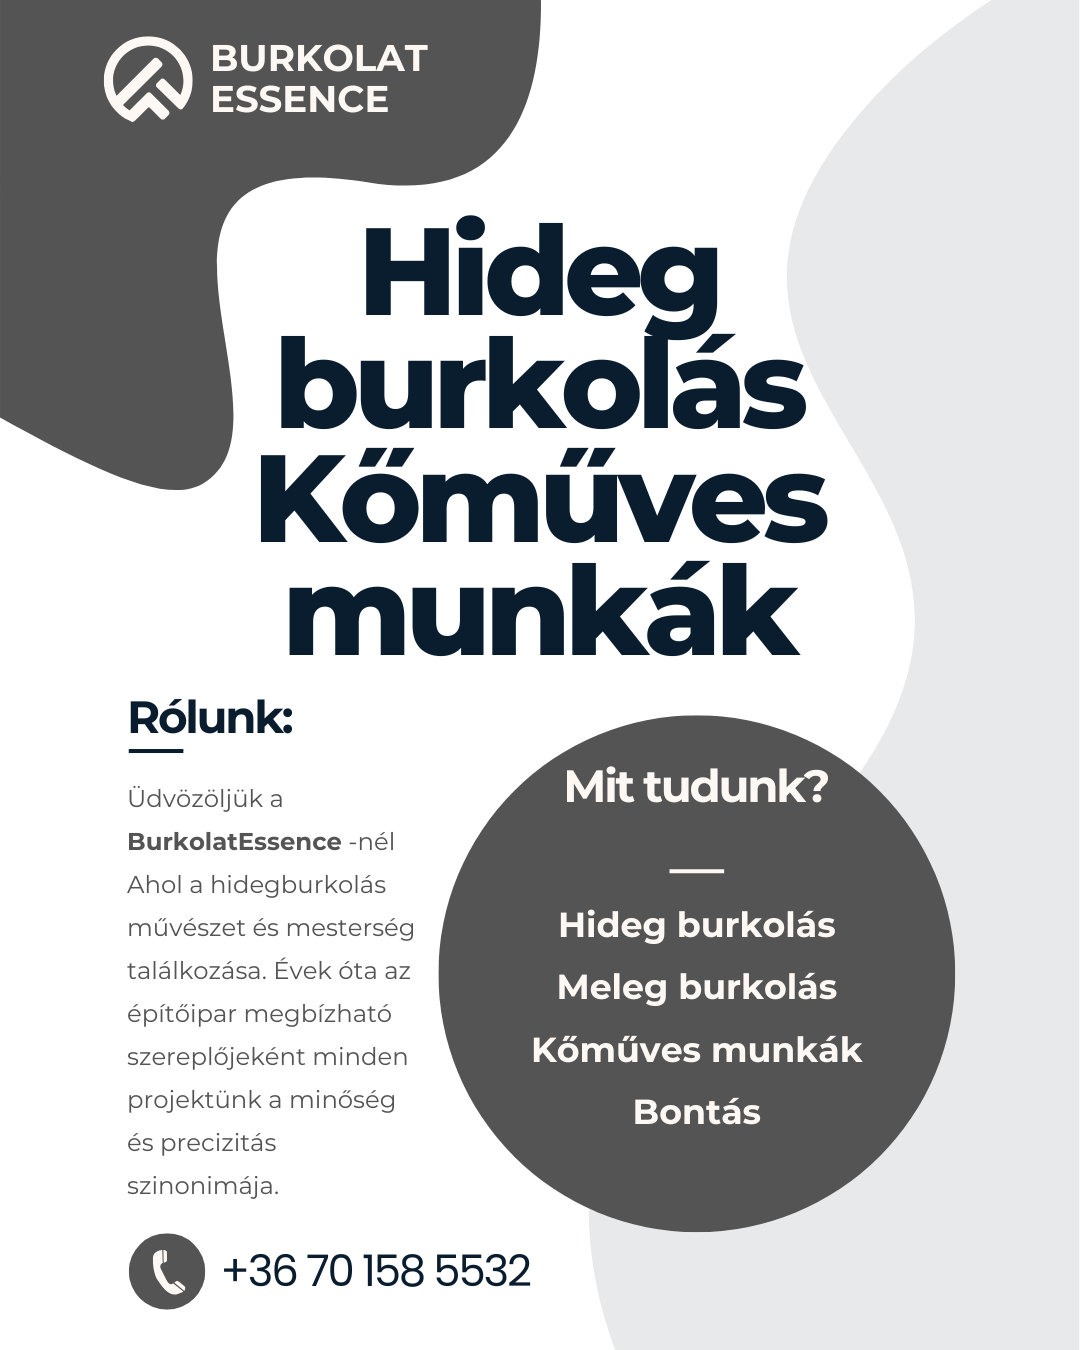 BURKOLAT
ESSENCE
Hideg
burkolás
Kőműves
munkák
Rólunk:
Üdvözöljük a
BurkolatEssence -nél
Ahol a hidegburkolás
művészet és mesterség
találkozása. Évek óta az
építőipar megbízható
szereplőjeként minden
projektünk a minőség
és precizitás
szinonimája.
Mit tudunk?
Hideg burkolás
Meleg burkolás
Kőműves munkák
Bontás
+36 70 158 5532